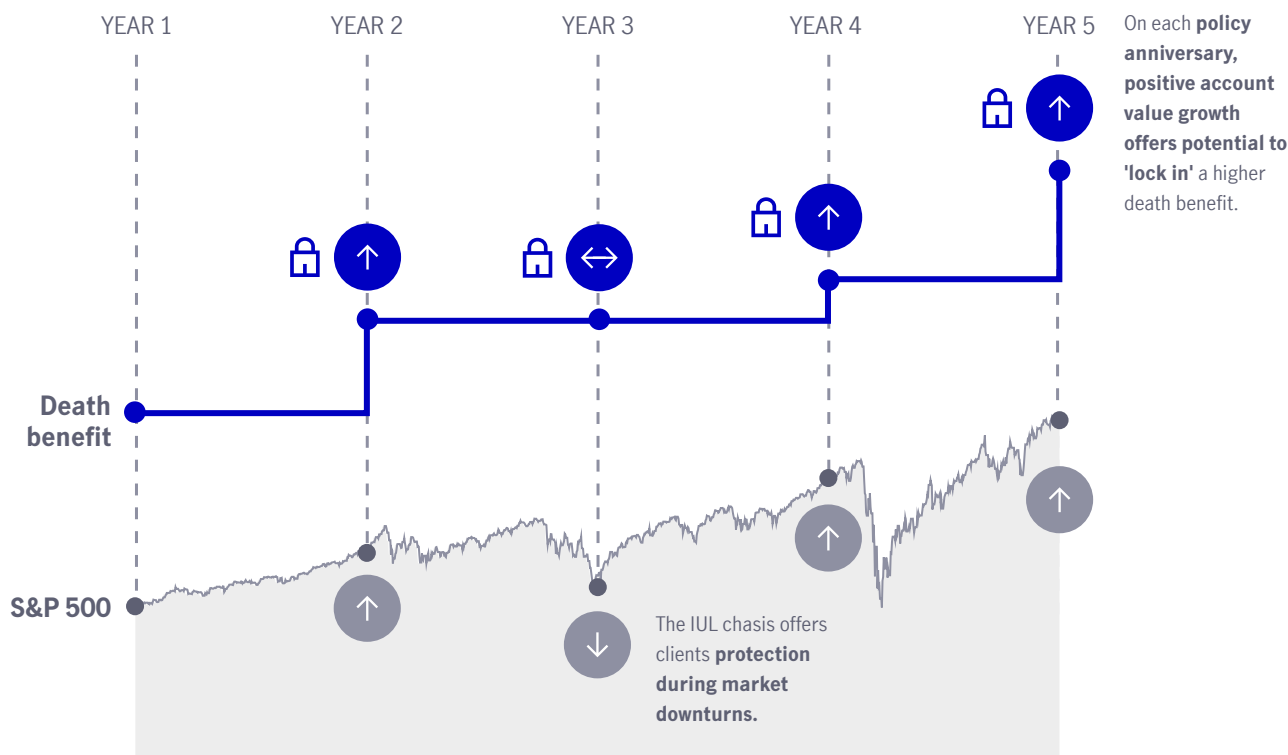 YEAR 1
YEAR 2
YEAR 3
YEAR 4
YEAR 5
On each policy
anniversary,
positive account
value growth
offers potential to
'lock in' a higher
death benefit.
Death
benefit
S&P 500
The IUL chasis offers
clients protection
during market
downturns.